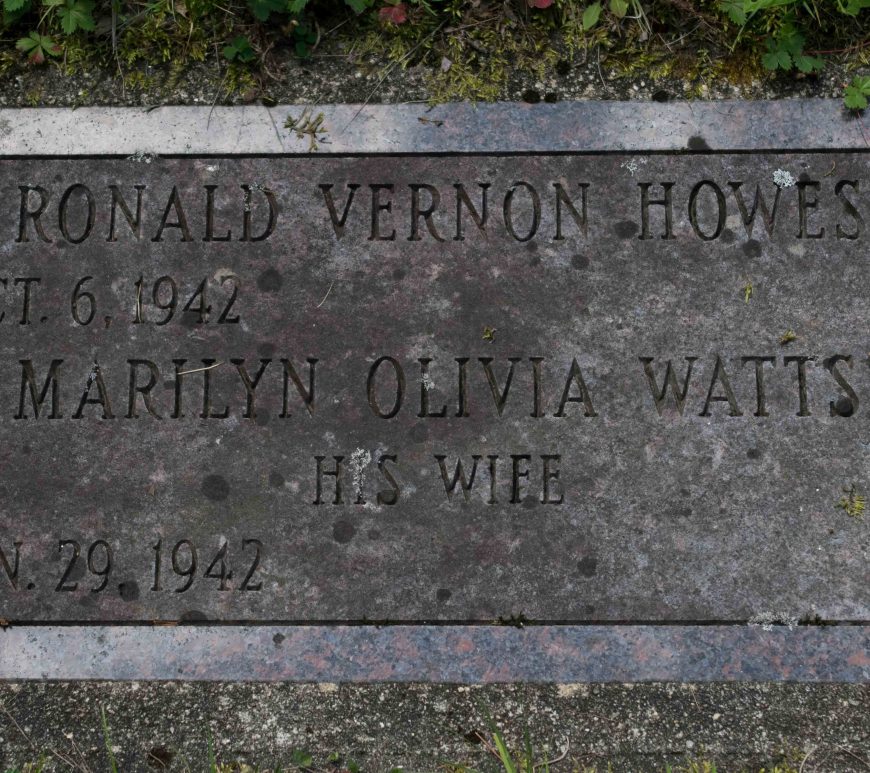 RONALD VERNON HOWES
CT. 6, 1942
MARILYN OLIVIA WATTS
HIS WIFE
N. 29, 1942